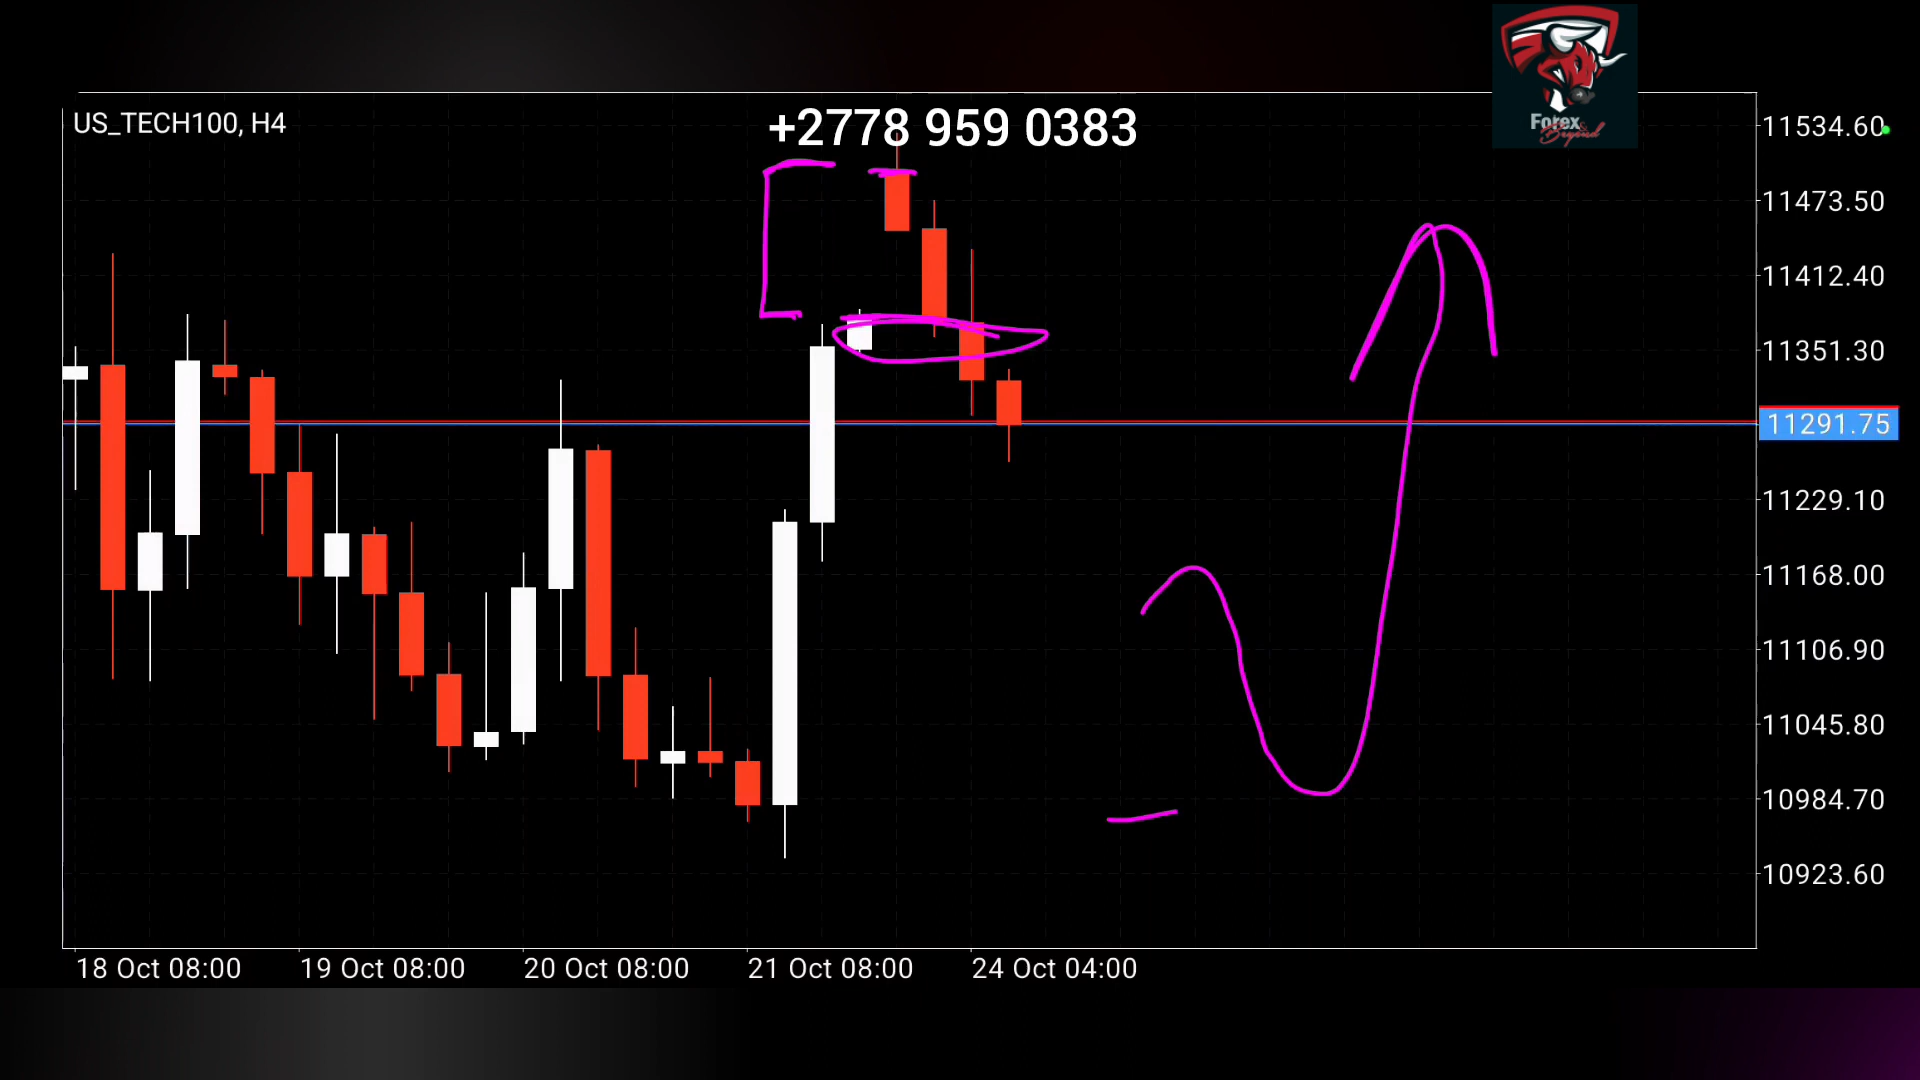 US_TECH100, H4
+2778 959 0383
Forex
Beyond
11534.60
11473.50
11412.40
11351.30
11291.75
11229.10
11168.00
11106.90
11045.80
10984.70
10923.60
18 Oct 08:00
19 Oct 08:00
20 Oct 08:00
21 Oct 08:00
24 Oct 04:00